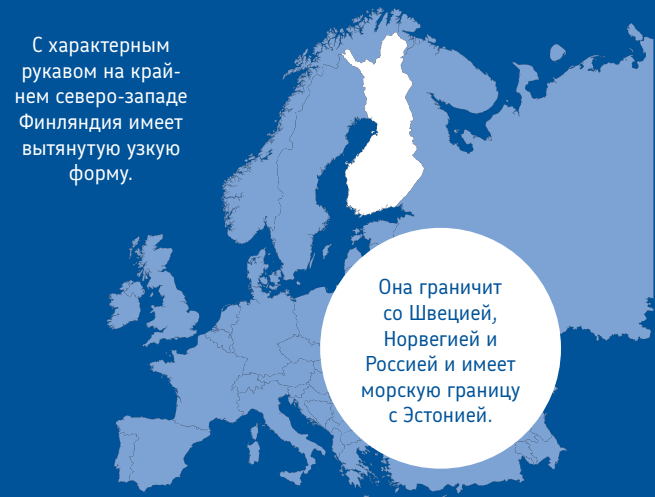 С характерным
рукавом на край-
нем северо-западе
Финляндия имеет
вытянутую узкую
форму.
Она граничит
со Швецией,
Норвегией и
Россией и имеет
морскую границу
с Эстонией.